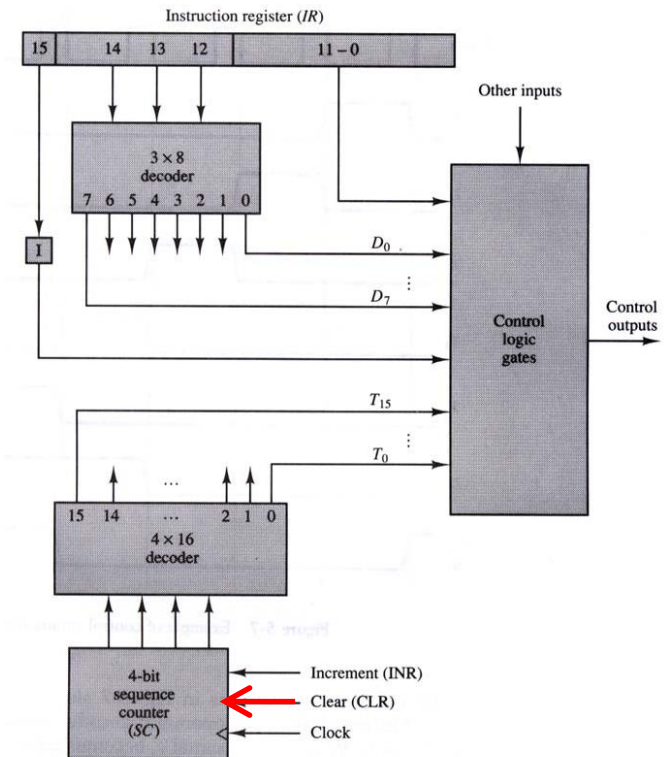 Instruction register (IR)
15 14 13 12 11 – 0
Other inputs
3 × 8
decoder
7 6 5 4 3 2 1 0
I
D0
⋮
D7
Control
logic
gates
Control
outputs
T15
⋮
T0
...
15 14 ... 2 1 0
4 × 16
decoder
4-bit
sequence
counter
(SC)
Increment (INR)
Clear (CLR)
Clock